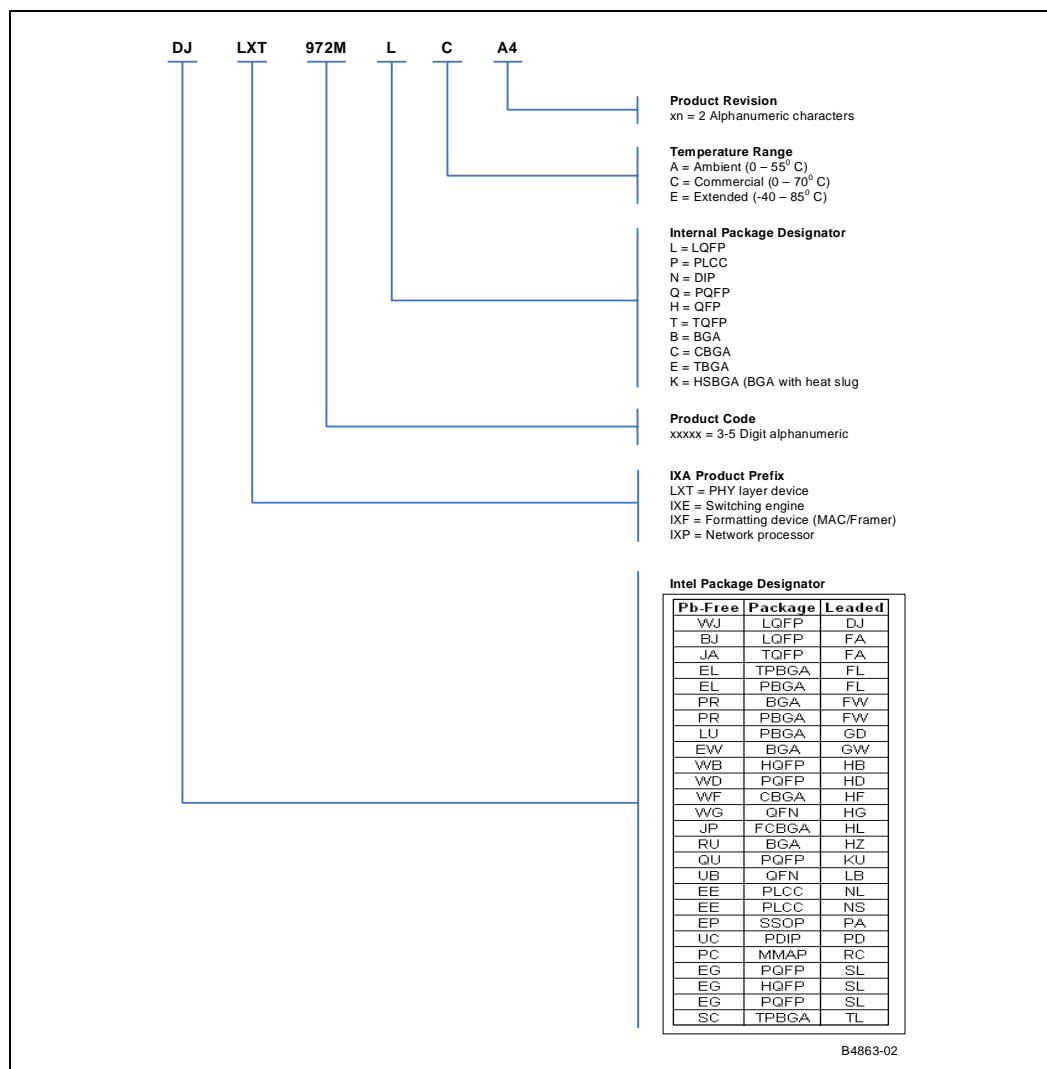 DJ LXT 972M L C A4
Product Revision
xn = 2 Alphanumeric characters
Temperature Range
A = Ambient (0 – 55⁰ C)
C = Commercial (0 – 70⁰ C)
E = Extended (-40 – 85⁰ C)
Internal Package Designator
L = LQFP
P = PLCC
N = DIP
Q = PQFP
H = QFP
T = TQFP
B = BGA
C = CBGA
E = TBGA
K = HSBGA (BGA with heat slug
Product Code
xxxxx = 3-5 Digit alphanumeric
IXA Product Prefix
LXT = PHY layer device
IXE = Switching engine
IXF = Formatting device (MAC/Framer)
IXP = Network processor
Intel Package Designator
Pb-Free Package Leaded
WJ LQFP DJ
BJ LQFP FA
JA TQFP FA
EL TPBGA FL
EL PBGA FL
PR BGA FW
PR PBGA FW
LU PBGA GD
EW BGA GW
WB HQFP HB
WD PQFP HD
WF CBGA HF
WG QFN HG
JP FCBGA HL
RU BGA HZ
QU PQFP KU
UB QFN LB
EE PLCC NL
EE PLCC NS
EP SSOP PA
UC PDIP PD
PC MMAP RC
EG PQFP SL
EG HQFP SL
EG PQFP SL
SC TPBGA TL
B4863-02